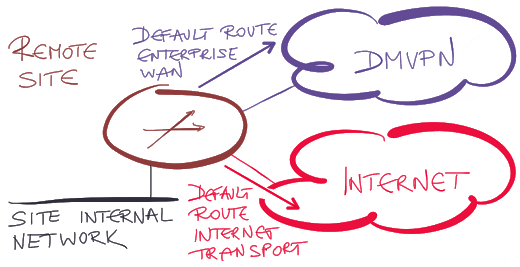 REMOTE
SITE
DEFAULT ROUTE
ENTERPRISE
WAN
DMVPN
INTERNET
DEFAULT
ROUTE
INTERNET
TRANSPORT
SITE INTERNAL
NETWORK